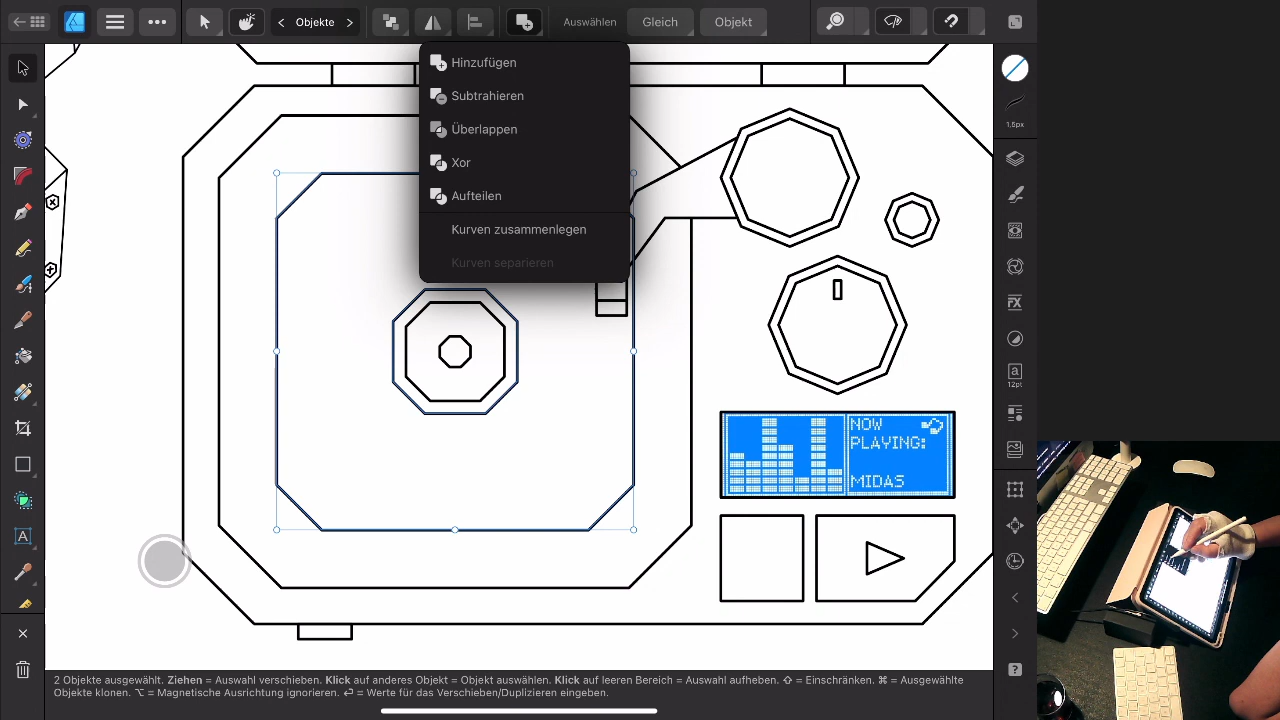 Objekte
Auswählen
Gleich
Objekt
Hinzufügen
Subtrahieren
Überlappen
Xor
Aufteilen
Kurven zusammenlegen
Kurven separieren
1,5px
FX
a
12pt
A
NOW
PLAYING:
MIDAS
2 Objekte ausgewählt. Ziehen = Auswahl verschieben. Klick auf anderes Objekt = Objekt auswählen. Klick auf leeren Bereich = Auswahl aufheben. ⇧ = Einschränken. ⌘ = Ausgewählte
Objekte klonen. ⌥ = Magnetische Ausrichtung ignorieren. ⏎ = Werte für das Verschieben/Duplizieren eingeben.